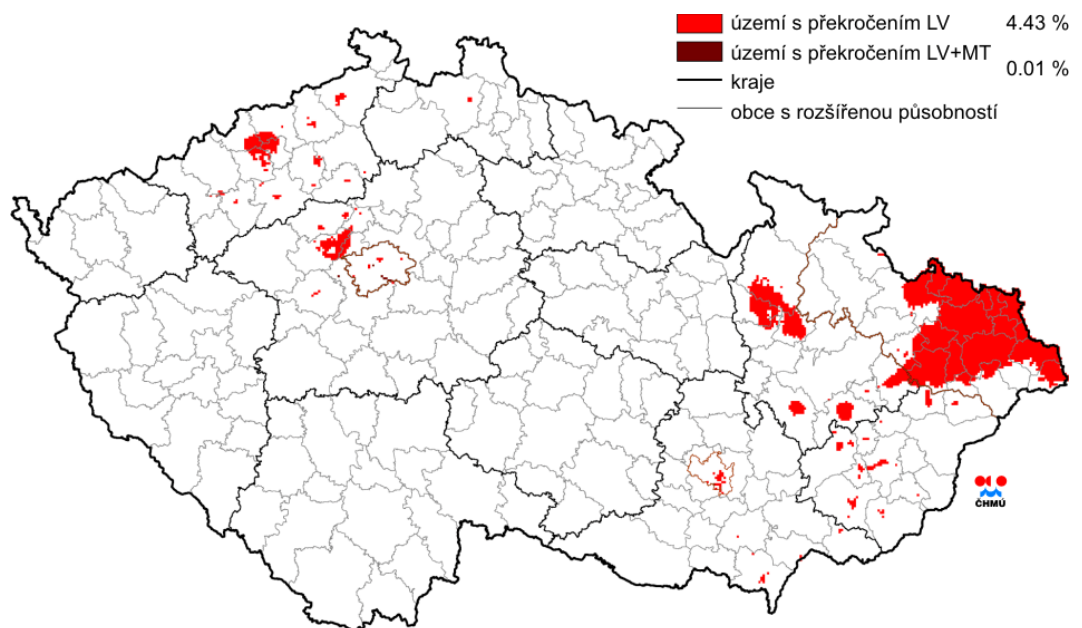 území s překročením LV 4.43 %
území s překročením LV+MT 0.01 %
kraje
obce s rozšířenou působností
ČHMÚ